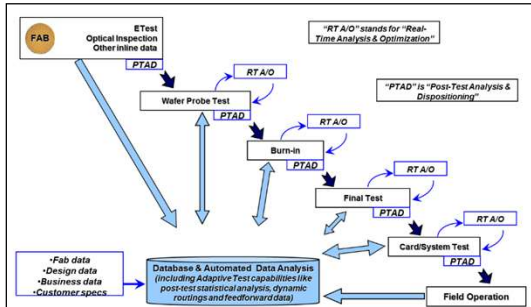 FAB
ETest
Optical Inspection
Other inline data
PTAD
“RT A/O” stands for “Real-
Time Analysis & Optimization”
RT A/O
Wafer Probe Test
PTAD
“PTAD” is “Post-Test Analysis &
Dispositioning”
RT A/O
Burn-in
PTAD
RT A/O
Final Test
PTAD
RT A/O
Card/System Test
PTAD
•Fab data
•Design data
•Business data
•Customer specs
Database & Automated Data Analysis
(including Adaptive Test capabilities like
post-test statistical analysis, dynamic
routings and feedforward data)
Field Operation